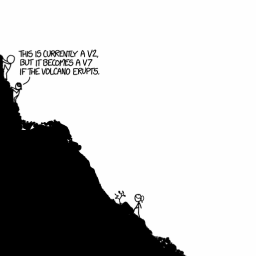 THIS IS CURRENTLY A V2,
BUT IT BECOMES A V7
IF THE VOLCANO ERUPTS.